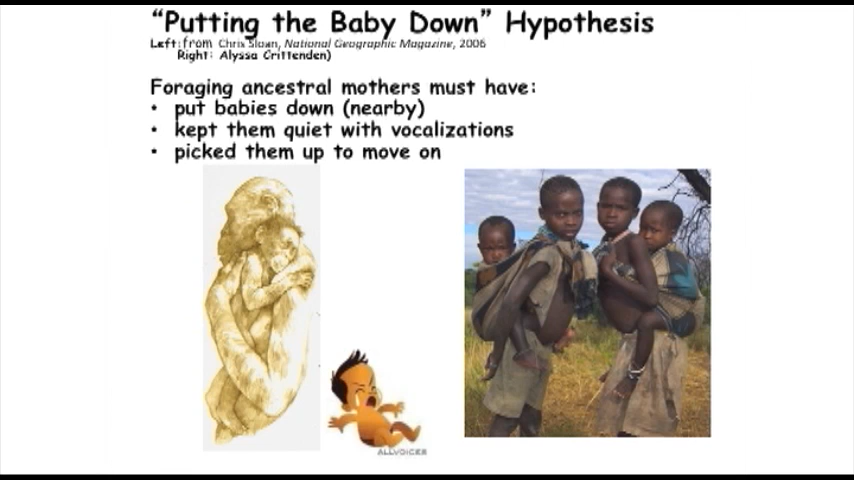 “Putting the Baby Down” Hypothesis
Left: from Chris Sloan, National Geographic Magazine, 2006
Right: Alyssa Crittenden)
Foraging ancestral mothers must have:
• put babies down (nearby)
• kept them quiet with vocalizations
• picked them up to move on
ALLVOICES